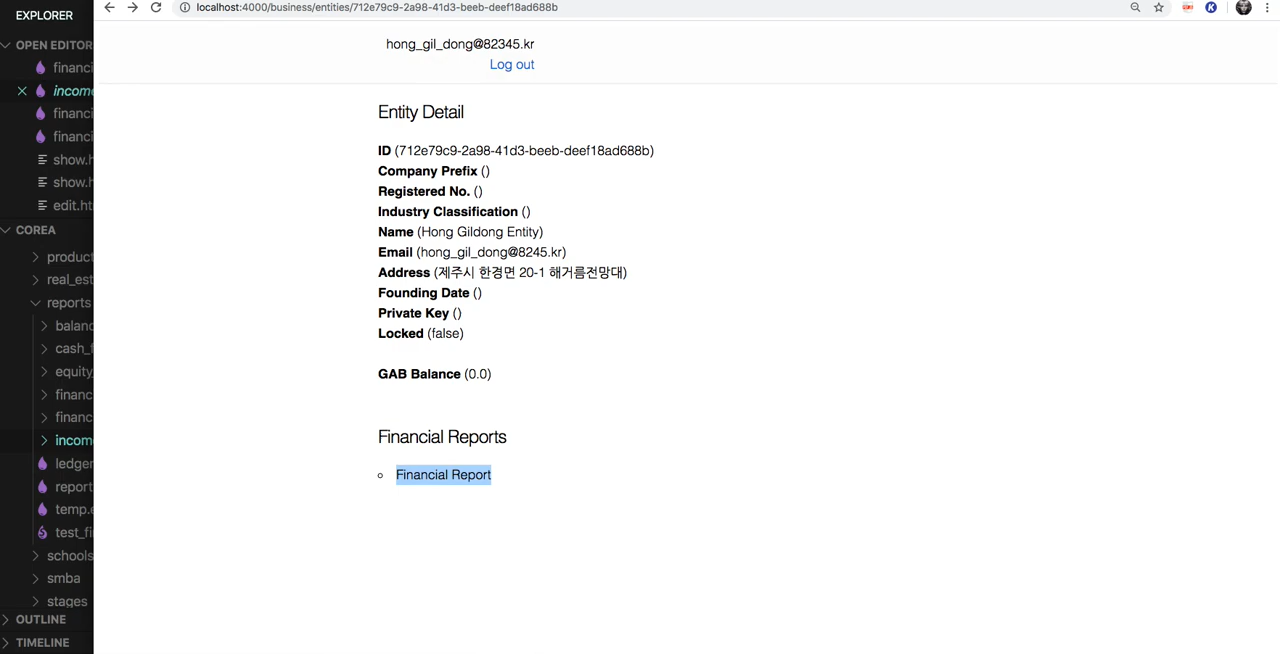 EXPLORER
localhost:4000/business/entities/712e79c9-2a98-41d3-beeb-deef18ad688b
OPEN EDITOR
financi
income
financi
financi
show.h
show.h
edit.ht
COREA
product
real_est
reports
balanc
cash_f
equity_
financ
financ
income
ledger
report
temp.e
test_fi
schools
smba
stages
OUTLINE
TIMELINE
hong_gil_dong@82345.kr
Log out
Entity Detail
ID (712e79c9-2a98-41d3-beeb-deef18ad688b)
Company Prefix ()
Registered No. ()
Industry Classification ()
Name (Hong Gildong Entity)
Email (hong_gil_dong@8245.kr)
Address (제주시 한경면 20-1 해거름전망대)
Founding Date ()
Private Key ()
Locked (false)
GAB Balance (0.0)
Financial Reports
Financial Report